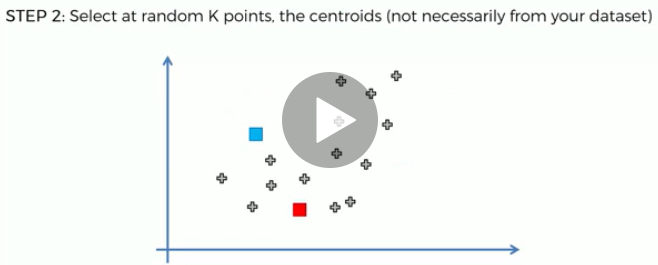 STEP 2: Select at random K points, the centroids (not necessarily from your dataset)